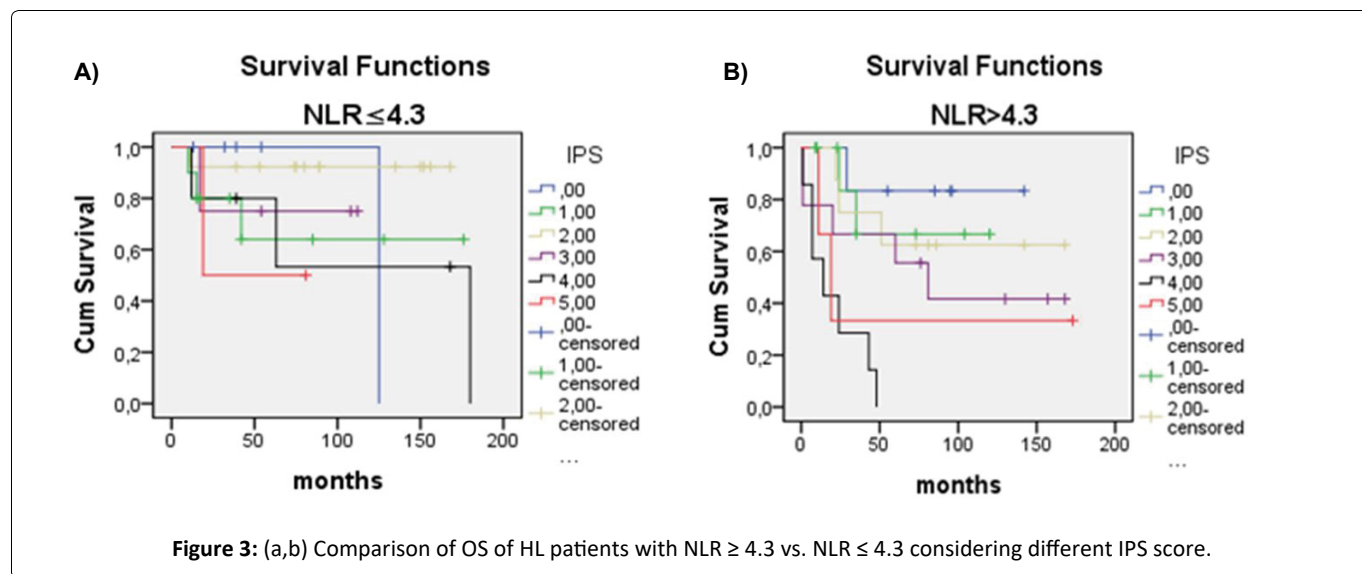 A)
Survival Functions
NLR ≤ 4.3
Cum Survival
1,0
0,8
0,6
0,4
0,2
0,0
0 50 100 150 200
months
IPS
,00
1,00
2,00
3,00
4,00
5,00
,00-
censored
1,00-
censored
2,00-
censored
...
B)
Survival Functions
NLR>4.3
Cum Survival
1,0
0,8
0,6
0,4
0,2
0,0
0 50 100 150 200
months
IPS
,00
1,00
2,00
3,00
4,00
5,00
,00-
censored
1,00-
censored
2,00-
censored
...
Figure 3: (a,b) Comparison of OS of HL patients with NLR ≥ 4.3 vs. NLR ≤ 4.3 considering different IPS score.